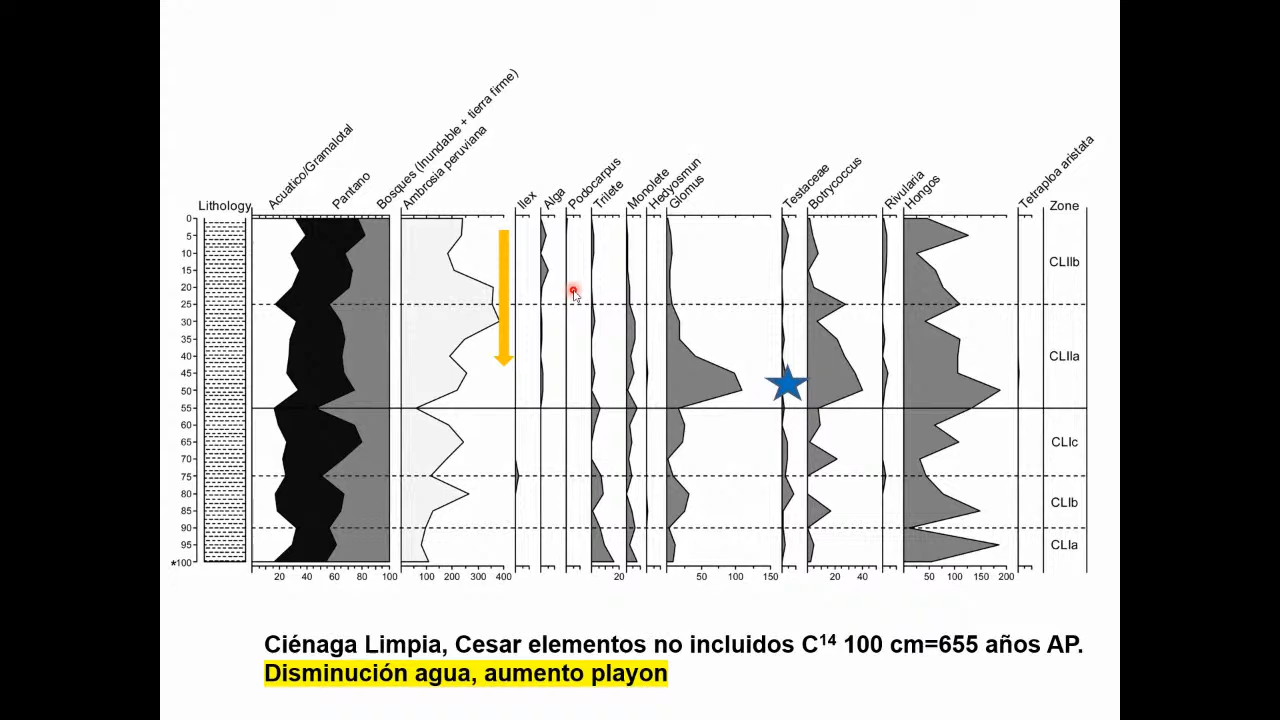 Acuatico/Gramalotal
Pantano
Bosques (Inundable + tierra firme)
Ambrosia peruviana
Ilex
Alga
Podocarpus
Trilete
Monolete
Hedyosmun
Glomus
Testaceae
Botrycoccus
Rivularia
Hongos
Tetraploa aristata
Lithology
Zone
0
5
10
15
20
25
30
35
40
45
50
55
60
65
70
75
80
85
90
95
*100
CLIIb
CLIIa
CLIc
CLIb
CLIa
20 40 60 80 100
100 200 300 400
20
50 100 150
20 40
50 100 150 200
Ciénaga Limpia, Cesar elementos no incluidos C14 100 cm=655 años AP.
Disminución agua, aumento playon